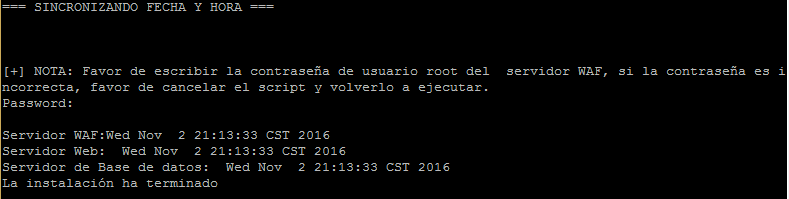 === SINCRONIZANDO FECHA Y HORA ===
[+] NOTA: Favor de escribir la contraseña de usuario root del  servidor WAF, si la contraseña es i
ncorrecta, favor de cancelar el script y volverlo a ejecutar.
Password:
Servidor WAF:Wed Nov  2 21:13:33 CST 2016
Servidor Web:  Wed Nov  2 21:13:33 CST 2016
Servidor de Base de datos:  Wed Nov  2 21:13:33 CST 2016
La instalación ha terminado